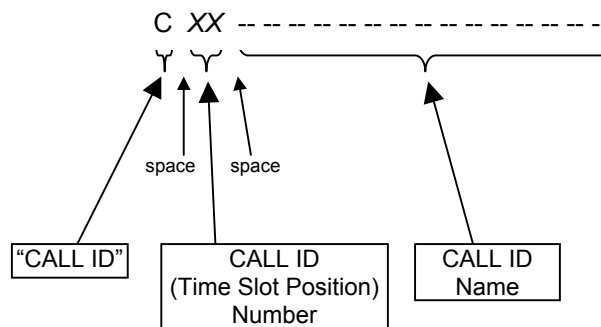 C XX - -- -- -- -- -- -- -- -- -- -- -- -- -- --
space space
“CALL ID”
CALL ID
(Time Slot Position)
Number
CALL ID
Name